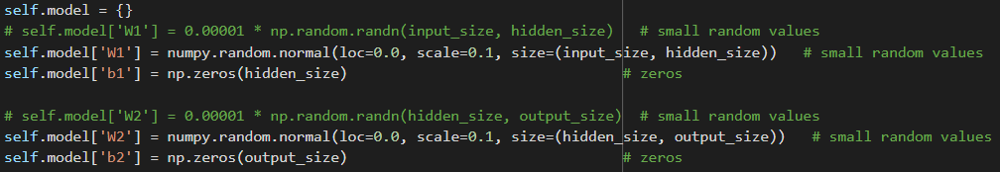 self.model = {}
# self.model['W1'] = 0.00001 * np.random.randn(input_size, hidden_size)   # small random values
self.model['W1'] = numpy.random.normal(loc=0.0, scale=0.1, size=(input_size, hidden_size))   # small random values
self.model['b1'] = np.zeros(hidden_size)                               # zeros

# self.model['W2'] = 0.00001 * np.random.randn(hidden_size, output_size)  # small random values
self.model['W2'] = numpy.random.normal(loc=0.0, scale=0.1, size=(hidden_size, output_size))   # small random values
self.model['b2'] = np.zeros(output_size)                               # zeros